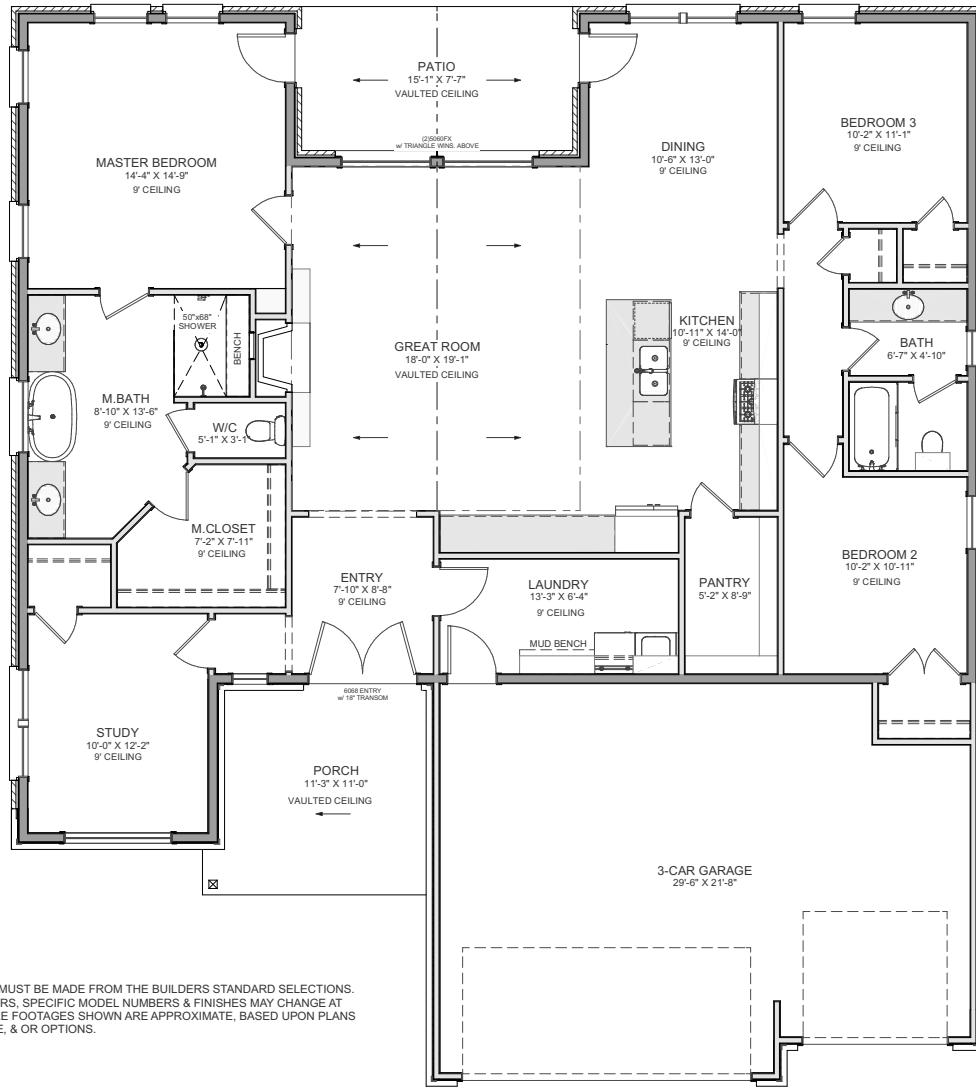 PATIO
15'-1" X 7'-7"
VAULTED CEILING
(2)5060FX
w/ TRIANGLE WINS. ABOVE
MASTER BEDROOM
14'-4" X 14'-9"
9' CEILING
DINING
10'-6" X 13'-0"
9' CEILING
BEDROOM 3
10'-2" X 11'-1"
9' CEILING
50"x68"
SHOWER
BENCH
GREAT ROOM
18'-0" X 19'-1"
VAULTED CEILING
KITCHEN
10'-11" X 14'-0"
9' CEILING
BATH
6'-7" X 4'-10"
M.BATH
8'-10" X 13'-6"
9' CEILING
W/C
5'-1" X 3'-1"
M.CLOSET
7'-2" X 7'-11"
9' CEILING
ENTRY
7'-10" X 8'-8"
9' CEILING
LAUNDRY
13'-3" X 6'-4"
9' CEILING
MUD BENCH
PANTRY
5'-2" X 8'-9"
BEDROOM 2
10'-2" X 10'-11"
9' CEILING
6068 ENTRY
w/ 18" TRANSOM
STUDY
10'-0" X 12'-2"
9' CEILING
PORCH
11'-3" X 11'-0"
VAULTED CEILING
3-CAR GARAGE
29'-6" X 21'-8"
MUST BE MADE FROM THE BUILDERS STANDARD SELECTIONS.
RS, SPECIFIC MODEL NUMBERS & FINISHES MAY CHANGE AT
E FOOTAGES SHOWN ARE APPROXIMATE, BASED UPON PLANS
E, & OR OPTIONS.